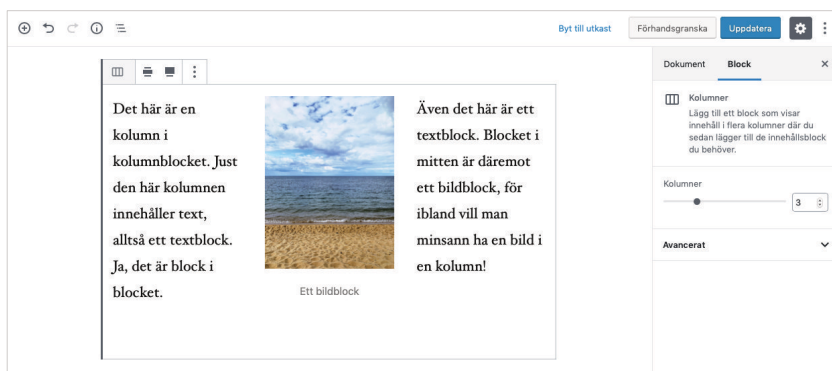 Byt till utkast
Förhandsgranska
Uppdatera
Det här är en
kolumn i
kolumnblocket. Just
den här kolumnen
innehåller text,
alltså ett textblock.
Ja, det är block i
blocket.
Ett bildblock
Även det här är ett
textblock. Blocket i
mitten är däremot
ett bildblock, för
ibland vill man
minsann ha en bild i
en kolumn!
Dokument
Block
Kolumner
Lägg till ett block som visar
innehåll i flera kolumner där du
sedan lägger till de innehållsblock
du behöver.
Kolumner
3
Avancerat